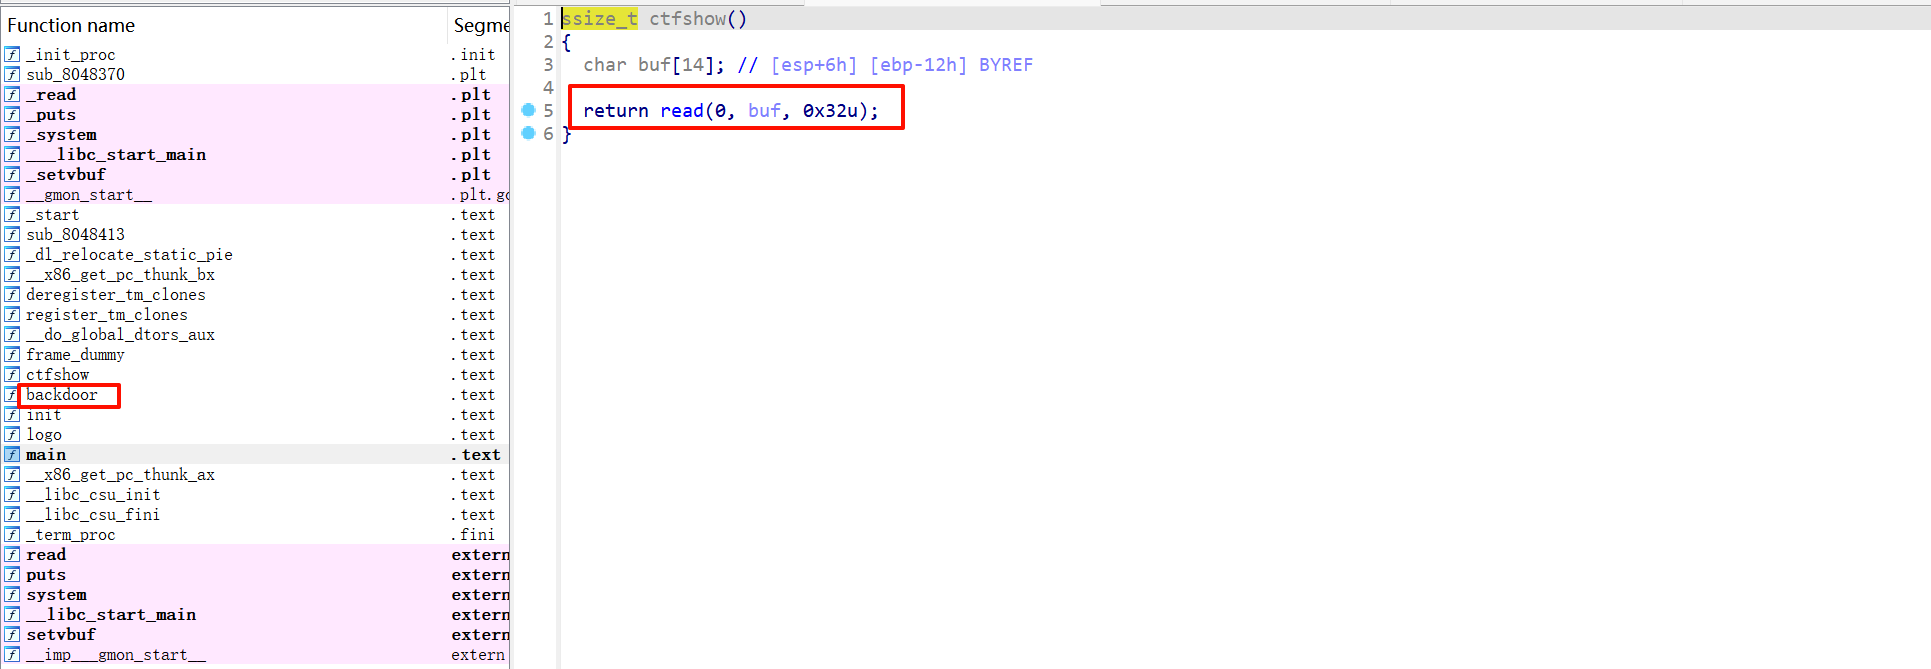 Function name Segme
_init_proc .init
sub_8048370 .plt
_read .plt
_puts .plt
_system .plt
___libc_start_main .plt
_setvbuf .plt
__gmon_start__ .plt.go
_start .text
sub_8048413 .text
_dl_relocate_static_pie .text
__x86_get_pc_thunk_bx .text
deregister_tm_clones .text
register_tm_clones .text
__do_global_dtors_aux .text
frame_dummy .text
ctfshow .text
backdoor .text
init .text
logo .text
main .text
__x86_get_pc_thunk_ax .text
__libc_csu_init .text
__libc_csu_fini .text
_term_proc .fini
read extern
puts extern
system extern
__libc_start_main extern
setvbuf extern
__imp___gmon_start__ extern
1 ssize_t ctfshow()
2 {
3 char buf[14]; // [esp+6h] [ebp-12h] BYREF
4
5 return read(0, buf, 0x32u);
6 }